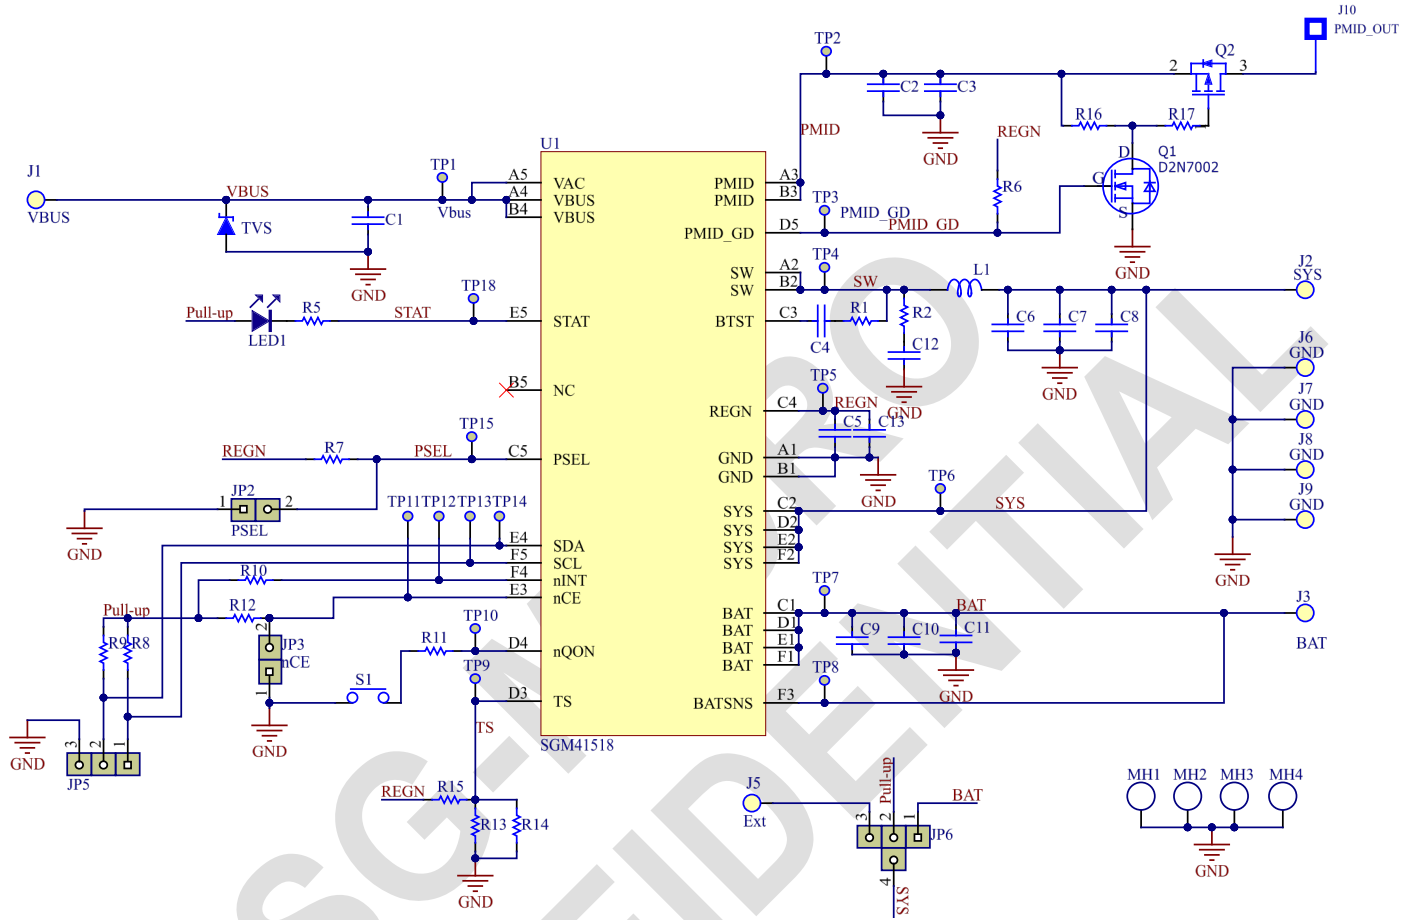 J10
PMID_OUT
TP2
Q2
2
3
C2
C3
R16
R17
PMID
GND
REGN
D
Q1
D2N7002
U1
J1
TP1
A5
VAC
A3
PMID
VBUS
A4
VBUS
B3
PMID
R6
G
VBUS
Vbus
B4
VBUS
TP3
PMID_GD
S
TVS
C1
PMID_GD
D5
PMID_GD
TP4
GND
J2
SYS
GND
TP18
SW
A2
SW
L1
SW
B2
Pull-up
R5
STAT
E5
STAT
BTST
C3
R1
R2
C6
C7
C8
LED1
C4
C12
J6
GND
B5
NC
TP5
GND
J7
GND
REGN
C4
REGN
GND
TP15
C5
C13
REGN
R7
PSEL
C5
PSEL
GND
A1
J8
GND
GND
B1
TP6
JP2
1
2
TP11
TP12
TP13
TP14
GND
J9
GND
PSEL
SYS
C2
SYS
GND
E4
SDA
SYS
D2
F5
SCL
SYS
E2
R10
F4
nINT
SYS
F2
GND
E3
nCE
TP7
Pull-up
R12
TP10
BAT
C1
BAT
J3
2
BAT
D1
C9
C10
C11
R9
R8
JP3
nCE
R11
D4
nQON
BAT
E1
BAT
TP9
BAT
F1
TP8
S1
1
D3
TS
BATSNS
F3
GND
TS
GND
3
2
1
GND
SGM41518
JP5
REGN
R15
J5
Pull-up
MH1
MH2
MH3
MH4
BAT
R13
R14
Ext
3
2
1
JP6
GND
4
GND
SYS
SG-MICRO
CONFIDENTIAL